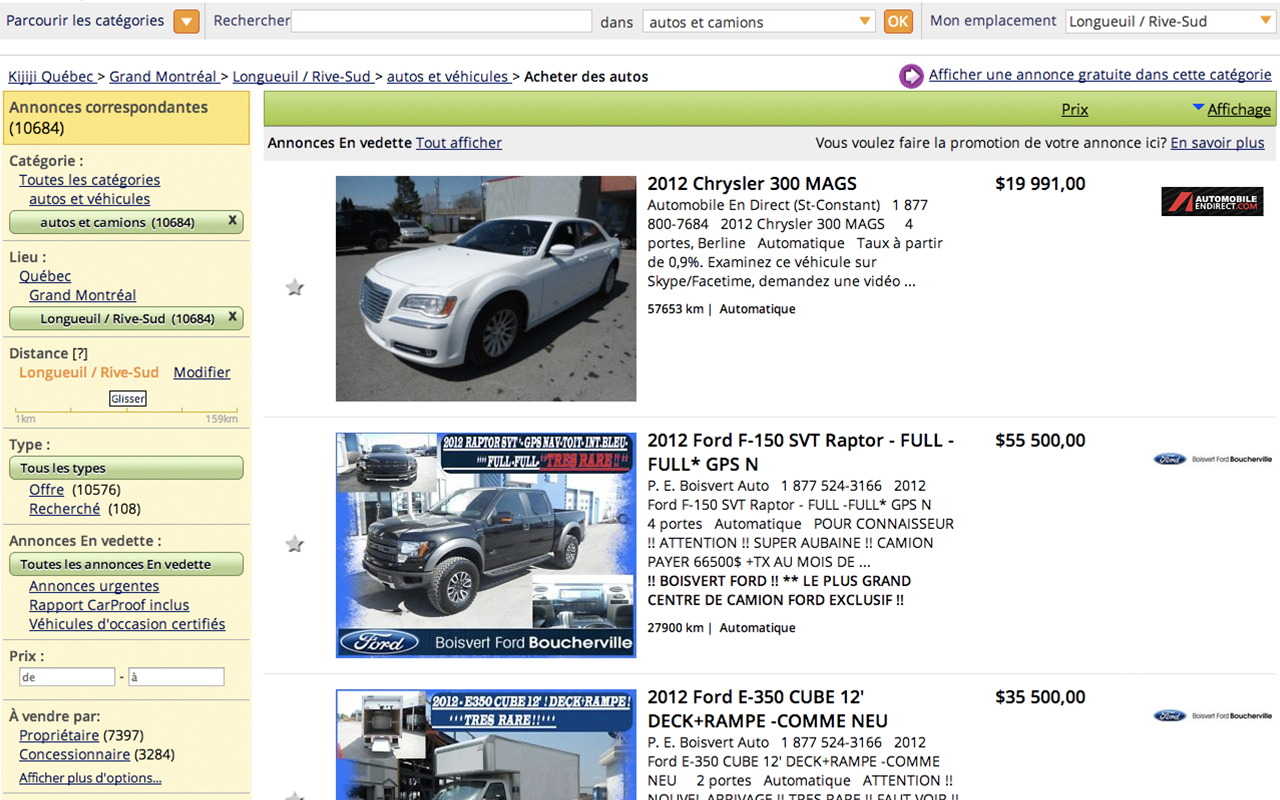 Parcourir les catégories Rechercher dans autos et camions OK Mon emplacement Longueuil / Rive-Sud
Kijiji Québec > Grand Montréal > Longueuil / Rive-Sud > autos et véhicules > Acheter des autos
Afficher une annonce gratuite dans cette catégorie
Annonces correspondantes
(10684)
Catégorie :
Toutes les catégories
autos et véhicules
autos et camions (10684) x
Lieu :
Québec
Grand Montréal
Longueuil / Rive-Sud (10684) x
Distance [?]
Longueuil / Rive-Sud Modifier
Glisser
1km 159km
Type :
Tous les types
Offre (10576)
Recherché (108)
Annonces En vedette :
Toutes les annonces En vedette
Annonces urgentes
Rapport CarProof inclus
Véhicules d'occasion certifiés
Prix :
de - à
À vendre par:
Propriétaire (7397)
Concessionnaire (3284)
Afficher plus d'options...
Prix Affichage
Annonces En vedette Tout afficher
Vous voulez faire la promotion de votre annonce ici? En savoir plus
2012 Chrysler 300 MAGS
$19 991,00
AUTOMOBILE
ENDIRECT.COM
Automobile En Direct (St-Constant) 1 877
800-7684 2012 Chrysler 300 MAGS 4
portes, Berline Automatique Taux à partir
de 0,9%. Examinez ce véhicule sur
Skype/Facetime, demandez une vidéo ...
57653 km | Automatique
2012 RAPTOR SVT - GPS NAV-TOIT-INT.BLEU-
""FULL-FULL-"TRES RARE !! "
Ford Boisvert Ford Boucherville
2012 Ford F-150 SVT Raptor - FULL -
FULL* GPS N
$55 500,00
Ford Boisvert Ford Boucherville
P. E. Boisvert Auto 1 877 524-3166 2012
Ford F-150 SVT Raptor - FULL -FULL* GPS N
4 portes Automatique POUR CONNAISSEUR
!! ATTENTION !! SUPER AUBAINE !! CAMION
PAYER 66500$ +TX AU MOIS DE ...
!! BOISVERT FORD !! ** LE PLUS GRAND
CENTRE DE CAMION FORD EXCLUSIF !!
27900 km | Automatique
2012 - E350 CUBE 12' ! DECK+RAMPE!
'''TRES RARE!!'''
2012 Ford E-350 CUBE 12'
DECK+RAMPE -COMME NEU
$35 500,00
Ford Boisvert Ford Boucherville
P. E. Boisvert Auto 1 877 524-3166 2012
Ford E-350 CUBE 12' DECK+RAMPE -COMME
NEU 2 portes Automatique ATTENTION !!
NOUVEL ARRIVAGE !! TRES RARE !! FAUT VOIR !!